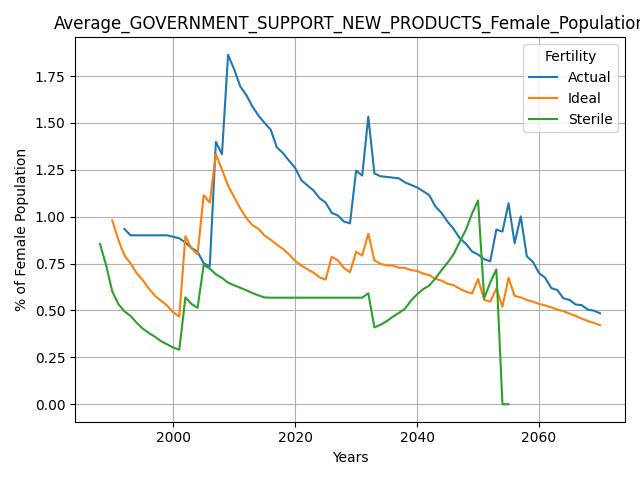 Average_GOVERNMENT_SUPPORT_NEW_PRODUCTS_Female_Population
Fertility
Actual
Ideal
Sterile
% of Female Population
1.75
1.50
1.25
1.00
0.75
0.50
0.25
0.00
2000 2020 2040 2060
Years